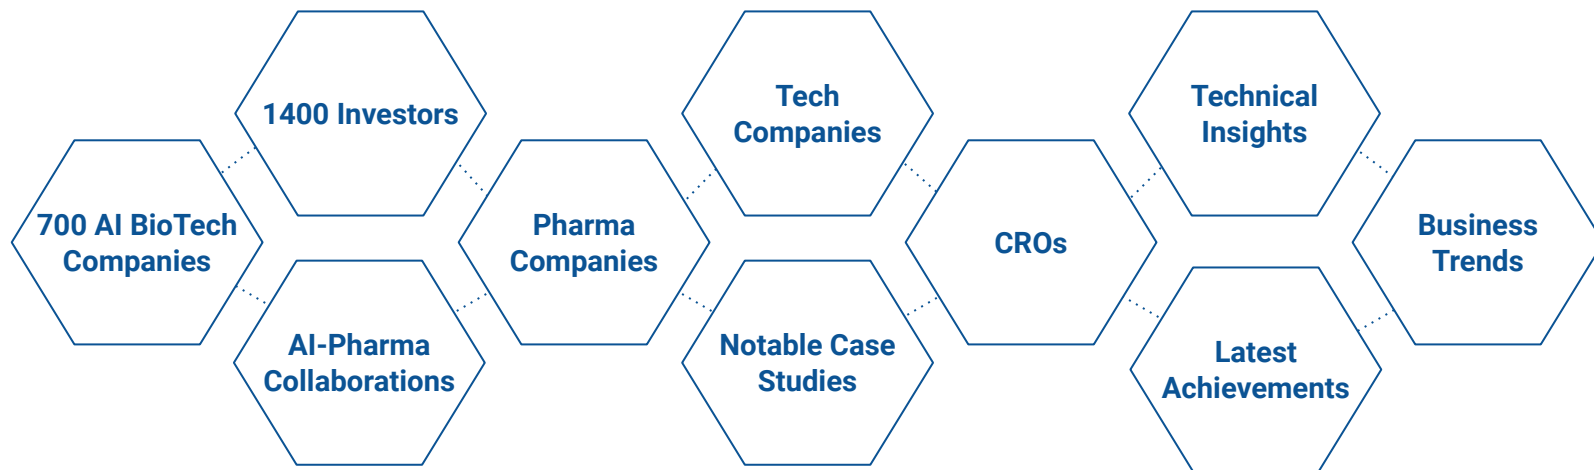 1400 Investors
Tech
Companies
Technical
Insights
700 AI BioTech
Companies
Pharma
Companies
CROs
Business
Trends
AI-Pharma
Collaborations
Notable Case
Studies
Latest
Achievements